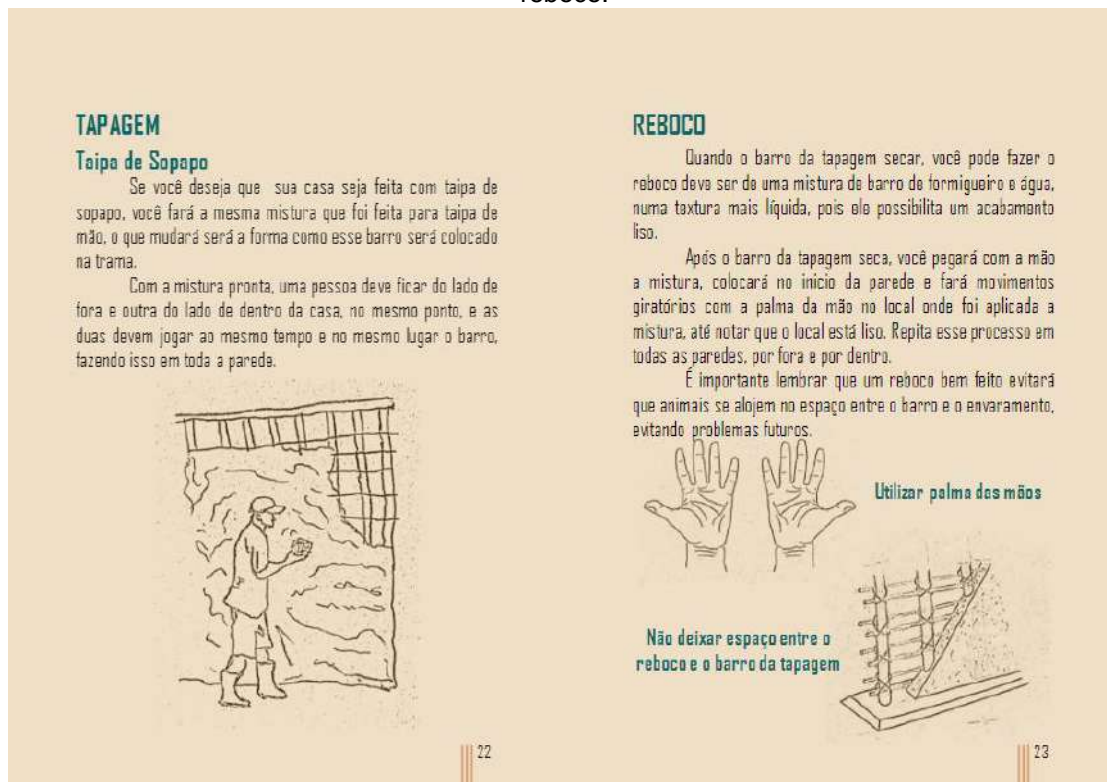 reboco.
TAPAGEM
Taipa de Sopapo
Se você deseja que sua casa seja feita com taipa de
sopapo, você fará a mesma mistura que foi feita para taipa de
mão, o que mudará será a forma como esse barro será colocado
na trama.
Com a mistura pronta, uma pessoa deve ficar do lado de
fora e outra do lado de dentro da casa, no mesmo ponto, e as
duas devem jogar ao mesmo tempo e no mesmo lugar o barro,
fazendo isso em toda a parede.
22
REBOCO
Quando o barro da tapagem secar, você pode fazer o
reboco deve ser de uma mistura de barro de formigueiro e água,
numa textura mais líquida, pois ele possibilita um acabamento
liso.
Após o barro da tapagem seca, você pegará com a mão
a mistura, colocará no inicio da parede e fará movimentos
giratórios com a palma da mão no local onde foi aplicada a
mistura, até notar que o local está liso. Repita esse processo em
todas as paredes, por fora e por dentro.
É importante lembrar que um reboco bem feito evitará
que animais se alojem no espaço entre o barro e o envaramento,
evitando problemas futuros.
Utilizar palma das mãos
Não deixar espaço entre o
reboco e o barro da tapagem
23